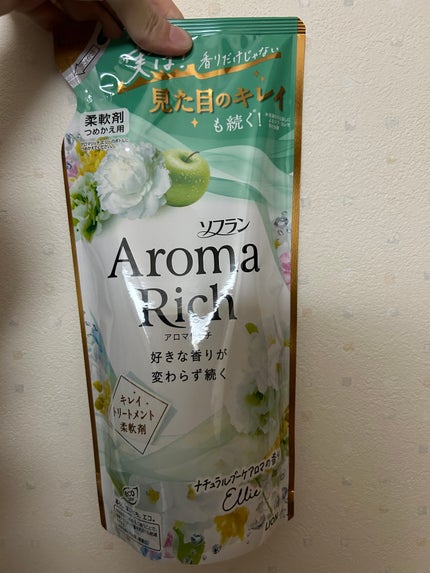 実は! 香りだけじゃない
見た目のキレイ
も続く!
柔軟剤
つめかえ用
ソフラン
Aroma
Rich
アロマリッチ
好きな香りが
変わらず続く
キレイ・
トリートメント
柔軟剤
ナチュラルブーケアロマの香り
Ellie
eco
LION